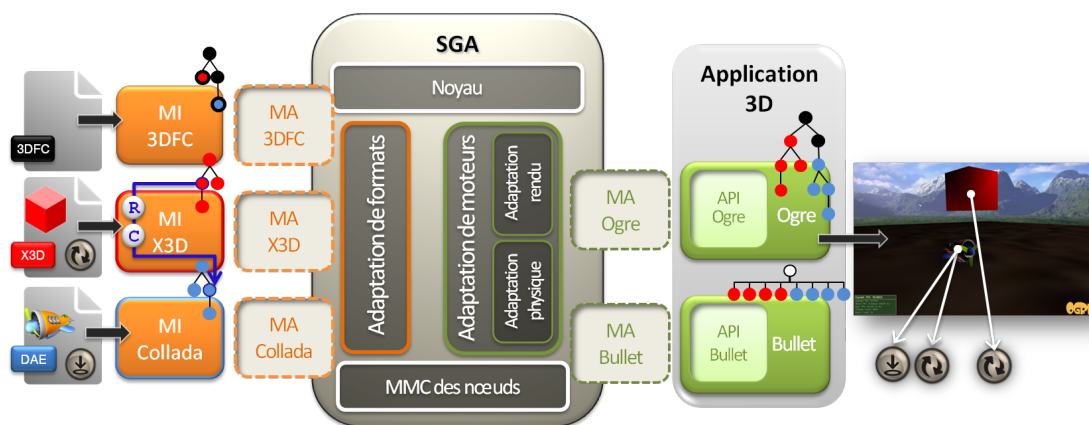 SGA
Noyau
Adaptation de formats
Adaptation de moteurs
Adaptation
rendu
Adaptation
physique
MMC des nœuds
3DFC
MI
3DFC
MA
3DFC
X3D
R
C
MI
X3D
MA
X3D
DAE
MI
Collada
MA
Collada
MA
Ogre
MA
Bullet
Application
3D
API
Ogre
Ogre
API
Bullet
Bullet